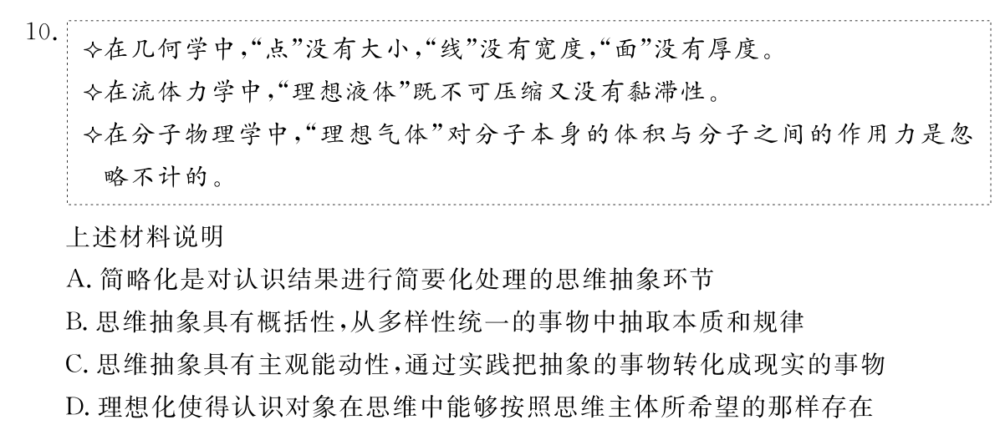 10.
✧在几何学中,“点”没有大小,“线”没有宽度,“面”没有厚度。
✧在流体力学中,“理想液体”既不可压缩又没有黏滞性。
✧在分子物理学中,“理想气体”对分子本身的体积与分子之间的作用力是忽
略不计的。
上述材料说明
A. 简略化是对认识结果进行简要化处理的思维抽象环节
B. 思维抽象具有概括性,从多样性统一的事物中抽取本质和规律
C. 思维抽象具有主观能动性,通过实践把抽象的事物转化成现实的事物
D. 理想化使得认识对象在思维中能够按照思维主体所希望的那样存在